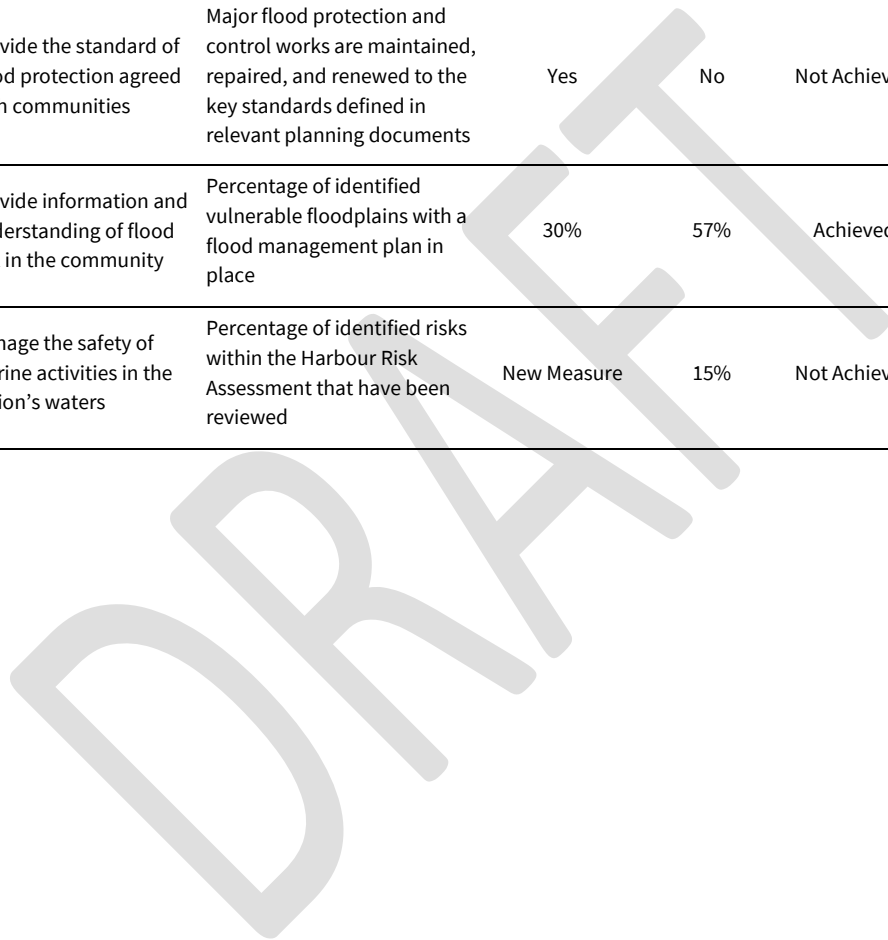 vide the standard of
od protection agreed
h communities
Major flood protection and
control works are maintained,
repaired, and renewed to the
key standards defined in
relevant planning documents
Yes
No
Not Achiev
vide information and
derstanding of flood
in the community
Percentage of identified
vulnerable floodplains with a
flood management plan in
place
30%
57%
Achieved
nage the safety of
rine activities in the
ion’s waters
Percentage of identified risks
within the Harbour Risk
Assessment that have been
reviewed
New Measure
15%
Not Achiev
DRAFT